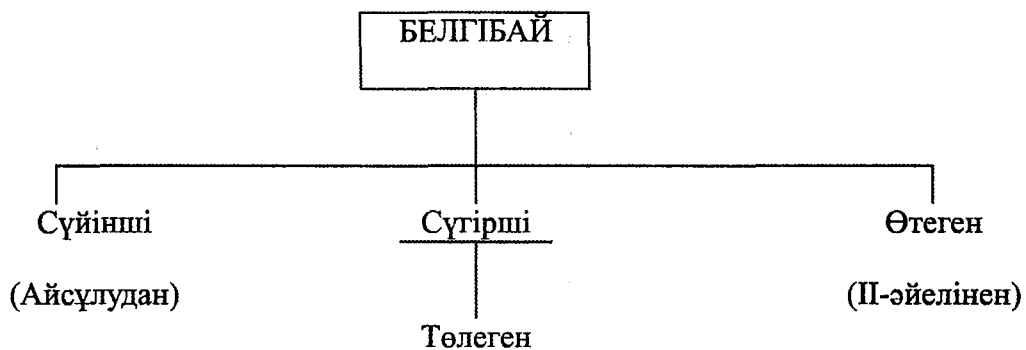 БЕЛГІБАЙ
Сүйінші Сүгірші Өтеген
(Айсұлудан) (ІІ-әйелінен)
Төлеген